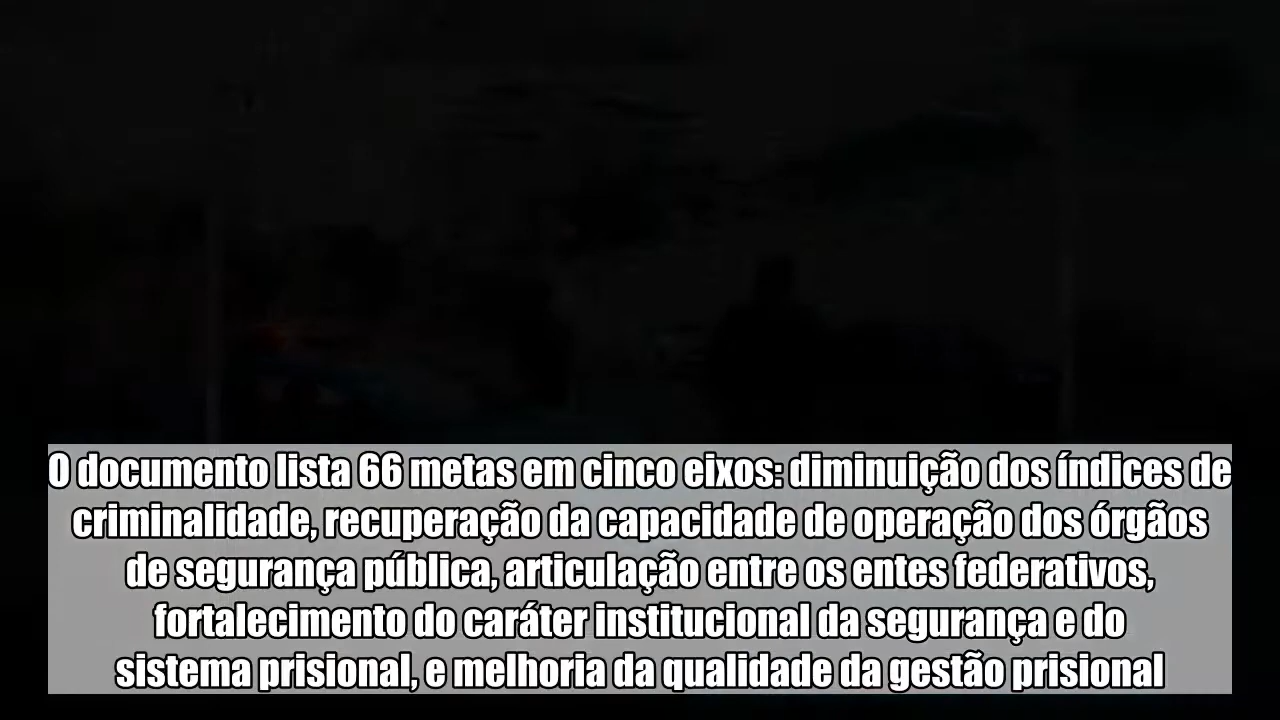 O documento lista 66 metas em cinco eixos: diminuição dos índices de
criminalidade, recuperação da capacidade de operação dos órgãos
de segurança pública, articulação entre os entes federativos,
fortalecimento do caráter institucional da segurança e do
sistema prisional, e melhoria da qualidade da gestão prisional